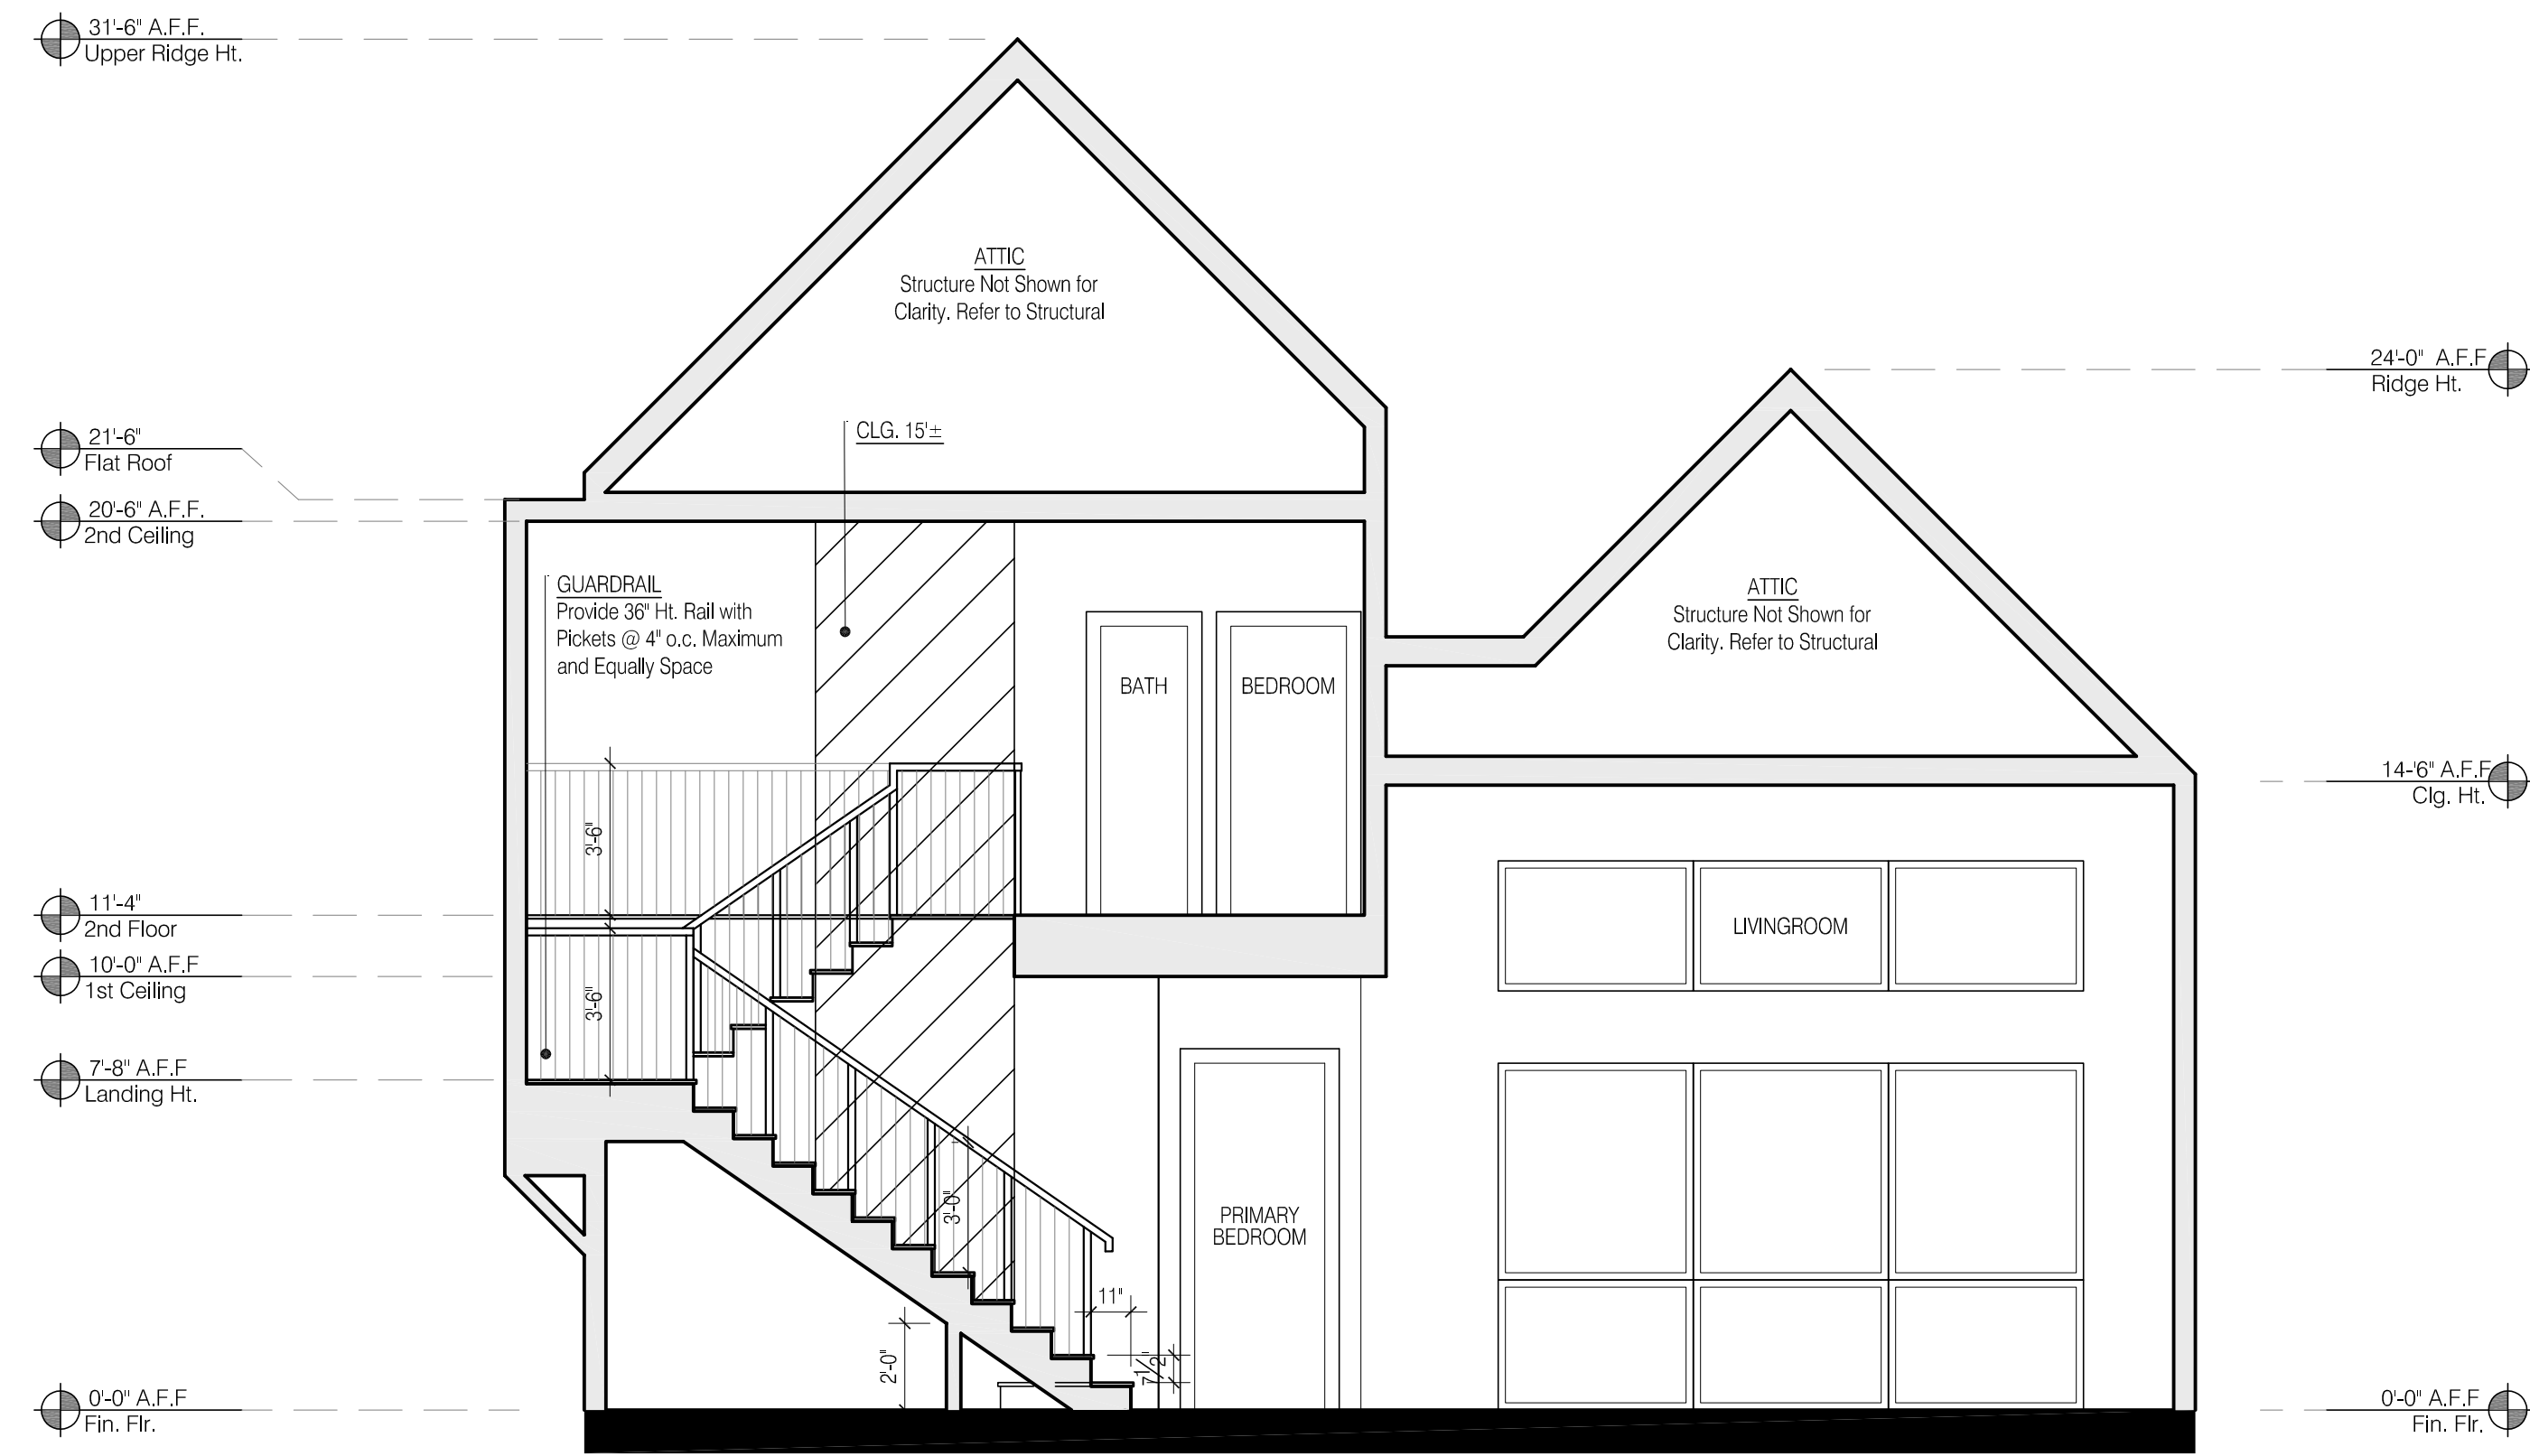 31'-6" A.F.F.
Upper Ridge Ht.
ATTIC
Structure Not Shown for
Clarity. Refer to Structural
24'-0" A.F.F
Ridge Ht.
CLG. 15'±
21'-6"
Flat Roof
20'-6" A.F.F.
2nd Ceiling
GUARDRAIL
Provide 36" Ht. Rail with
Pickets @ 4" o.c. Maximum
and Equally Space
ATTIC
Structure Not Shown for
Clarity. Refer to Structural
BATH
BEDROOM
14-'6" A.F.F
Clg. Ht.
3'-6"
11'-4"
2nd Floor
LIVINGROOM
10'-0" A.F.F
1st Ceiling
3'-6"
7'-8" A.F.F
Landing Ht.
3'-0"
PRIMARY
BEDROOM
11"
2'-0"
7 1/2"
0'-0" A.F.F
Fin. Flr.
0'-0" A.F.F
Fin. Flr.